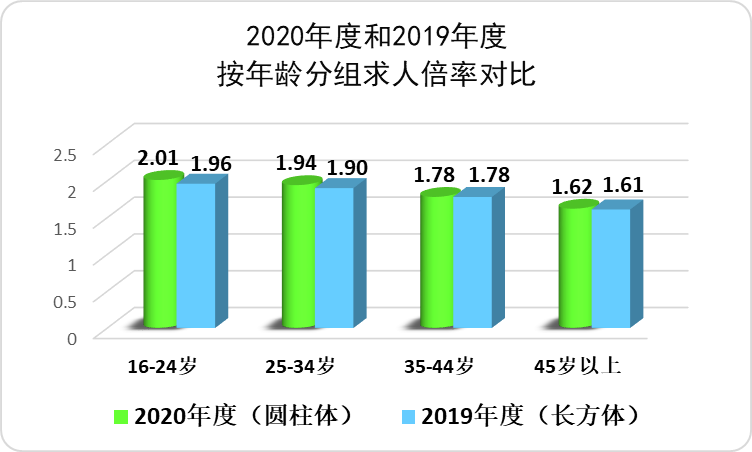 2020年度和2019年度
按年龄分组求人倍率对比
2.5
2
1.5
1
0.5
0
2.01
1.96
1.94
1.90
1.78
1.78
1.62
1.61
16-24岁
25-34岁
35-44岁
45岁以上
2020年度（圆柱体）
2019年度（长方体）